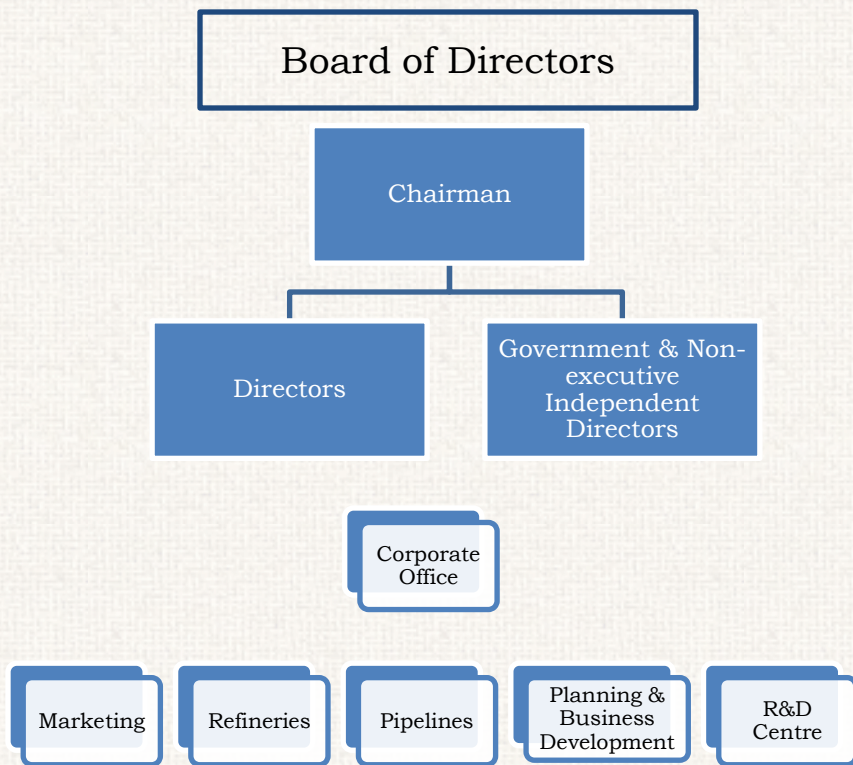 Board of Directors
Chairman
Directors
Government & Non-
executive
Independent
Directors
Corporate
Office
Marketing
Refineries
Pipelines
Planning &
Business
Development
R&D
Centre